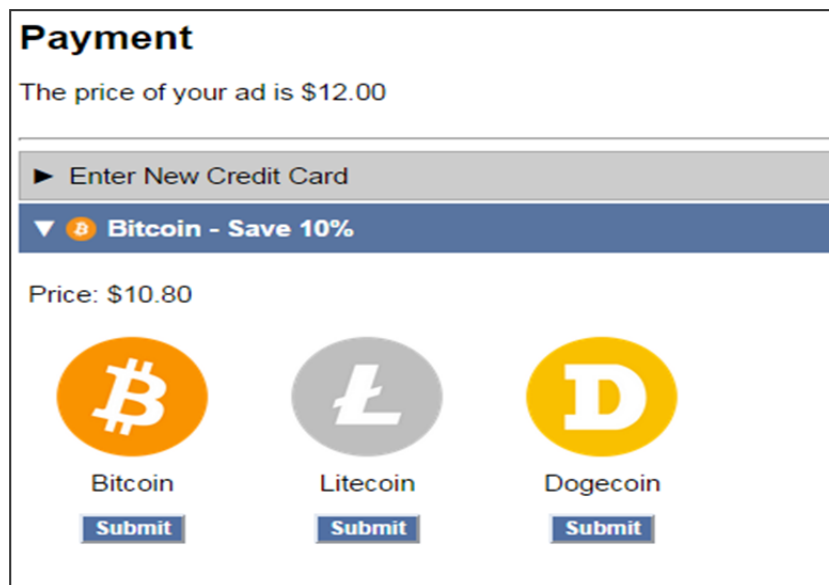 Payment
The price of your ad is $12.00
► Enter New Credit Card
▼ Bitcoin - Save 10%
Price: $10.80
Bitcoin Litecoin Dogecoin
Submit Submit Submit